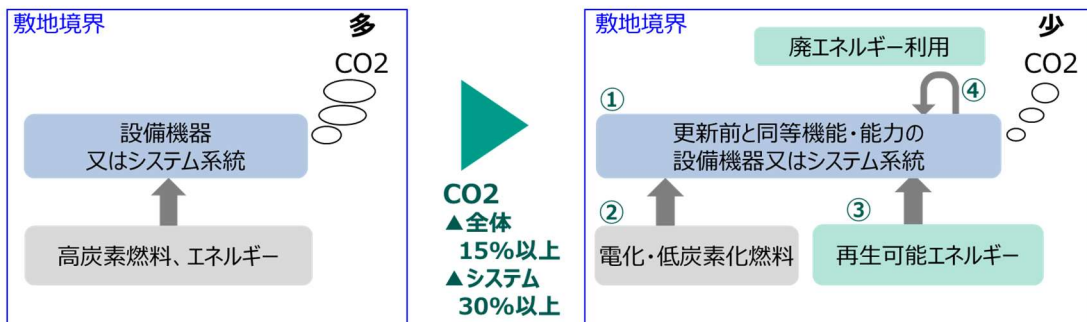 敷地境界
多
CO2
設備機器
又はシステム系統
高炭素燃料、エネルギー
CO2
▲全体
15%以上
▲システム
30%以上
敷地境界
少
CO2
廃エネルギー利用
④
①
更新前と同等機能・能力の
設備機器又はシステム系統
②
③
電化・低炭素化燃料
再生可能エネルギー